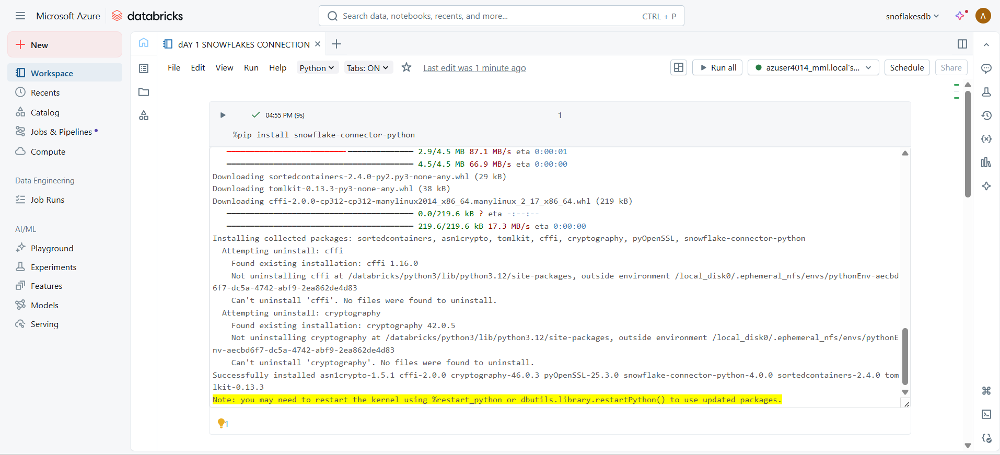 Microsoft Azure databricks
Search data, notebooks, recents, and more... CTRL + P
snoflakesdb
A
New
Workspace
Recents
Catalog
Jobs & Pipelines
Compute
Data Engineering
Job Runs
AI/ML
Playground
Experiments
Features
Models
Serving
dAY 1 SNOWFLAKES CONNECTION
File Edit View Run Help Python Tabs: ON Last edit was 1 minute ago
Run all azuser4014_mml.local's... Schedule Share
04:55 PM (9s) 1
%pip install snowflake-connector-python
2.9/4.5 MB 87.1 MB/s eta 0:00:01
4.5/4.5 MB 66.9 MB/s eta 0:00:00
Downloading sortedcontainers-2.4.0-py2.py3-none-any.whl (29 kB)
Downloading tomlkit-0.13.3-py3-none-any.whl (38 kB)
Downloading cffi-2.0.0-cp312-cp312-manylinux2014_x86_64.manylinux_2_17_x86_64.whl (219 kB)
0.0/219.6 kB ? eta -:--:--
219.6/219.6 kB 17.3 MB/s eta 0:00:00
Installing collected packages: sortedcontainers, asn1crypto, tomlkit, cffi, cryptography, pyOpenSSL, snowflake-connector-python
Attempting uninstall: cffi
Found existing installation: cffi 1.16.0
Not uninstalling cffi at /databricks/python3/lib/python3.12/site-packages, outside environment /local_disk0/.ephemeral_nfs/envs/pythonEnv-aecbd
6f7-dc5a-4742-abf9-2ea862de4d83
Can't uninstall 'cffi'. No files were found to uninstall.
Attempting uninstall: cryptography
Found existing installation: cryptography 42.0.5
Not uninstalling cryptography at /databricks/python3/lib/python3.12/site-packages, outside environment /local_disk0/.ephemeral_nfs/envs/pythonE
nv-aecbd6f7-dc5a-4742-abf9-2ea862de4d83
Can't uninstall 'cryptography'. No files were found to uninstall.
Successfully installed asn1crypto-1.5.1 cffi-2.0.0 cryptography-46.0.3 pyOpenSSL-25.3.0 snowflake-connector-python-4.0.0 sortedcontainers-2.4.0 tom
lkit-0.13.3
Note: you may need to restart the kernel using %restart_python or dbutils.library.restartPython() to use updated packages.
1